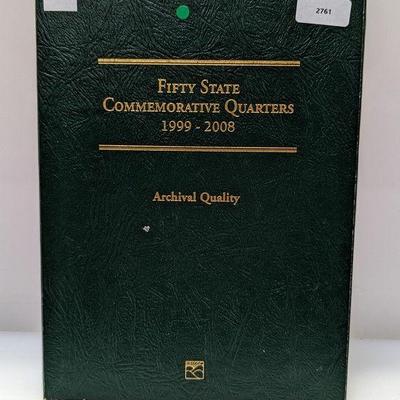 2761
FIFTY STATE
COMMEMORATIVE QUARTERS
1999 - 2008
Archival Quality